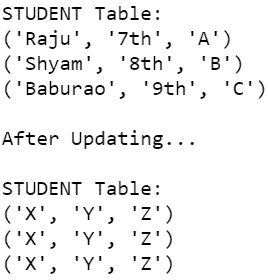 STUDENT Table:
('Raju', '7th', 'A')
('Shyam', '8th', 'B')
('Baburao', '9th', 'C')
After Updating...
STUDENT Table:
('X', 'Y', 'Z')
('X', 'Y', 'Z')
('X', 'Y', 'Z')